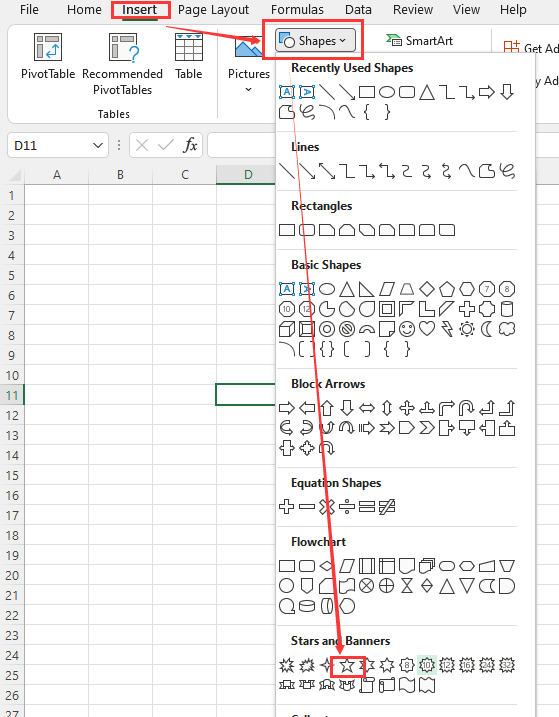 File Home Insert Page Layout Formulas Data Review View Help
PivotTable Recommended PivotTables Table Pictures Shapes SmartArt Get Ad
Tables
y Ad
D11 fx
A B C D
1
2
3
4
5
6
7
8
9
10
11
12
13
14
15
16
17
18
19
20
21
22
23
24
25
26
Recently Used Shapes
A A
Lines
Rectangles
Basic Shapes
A A 7 8
10 12
Block Arrows
Equation Shapes
Flowchart
Stars and Banners
8 10 12 16 24 32